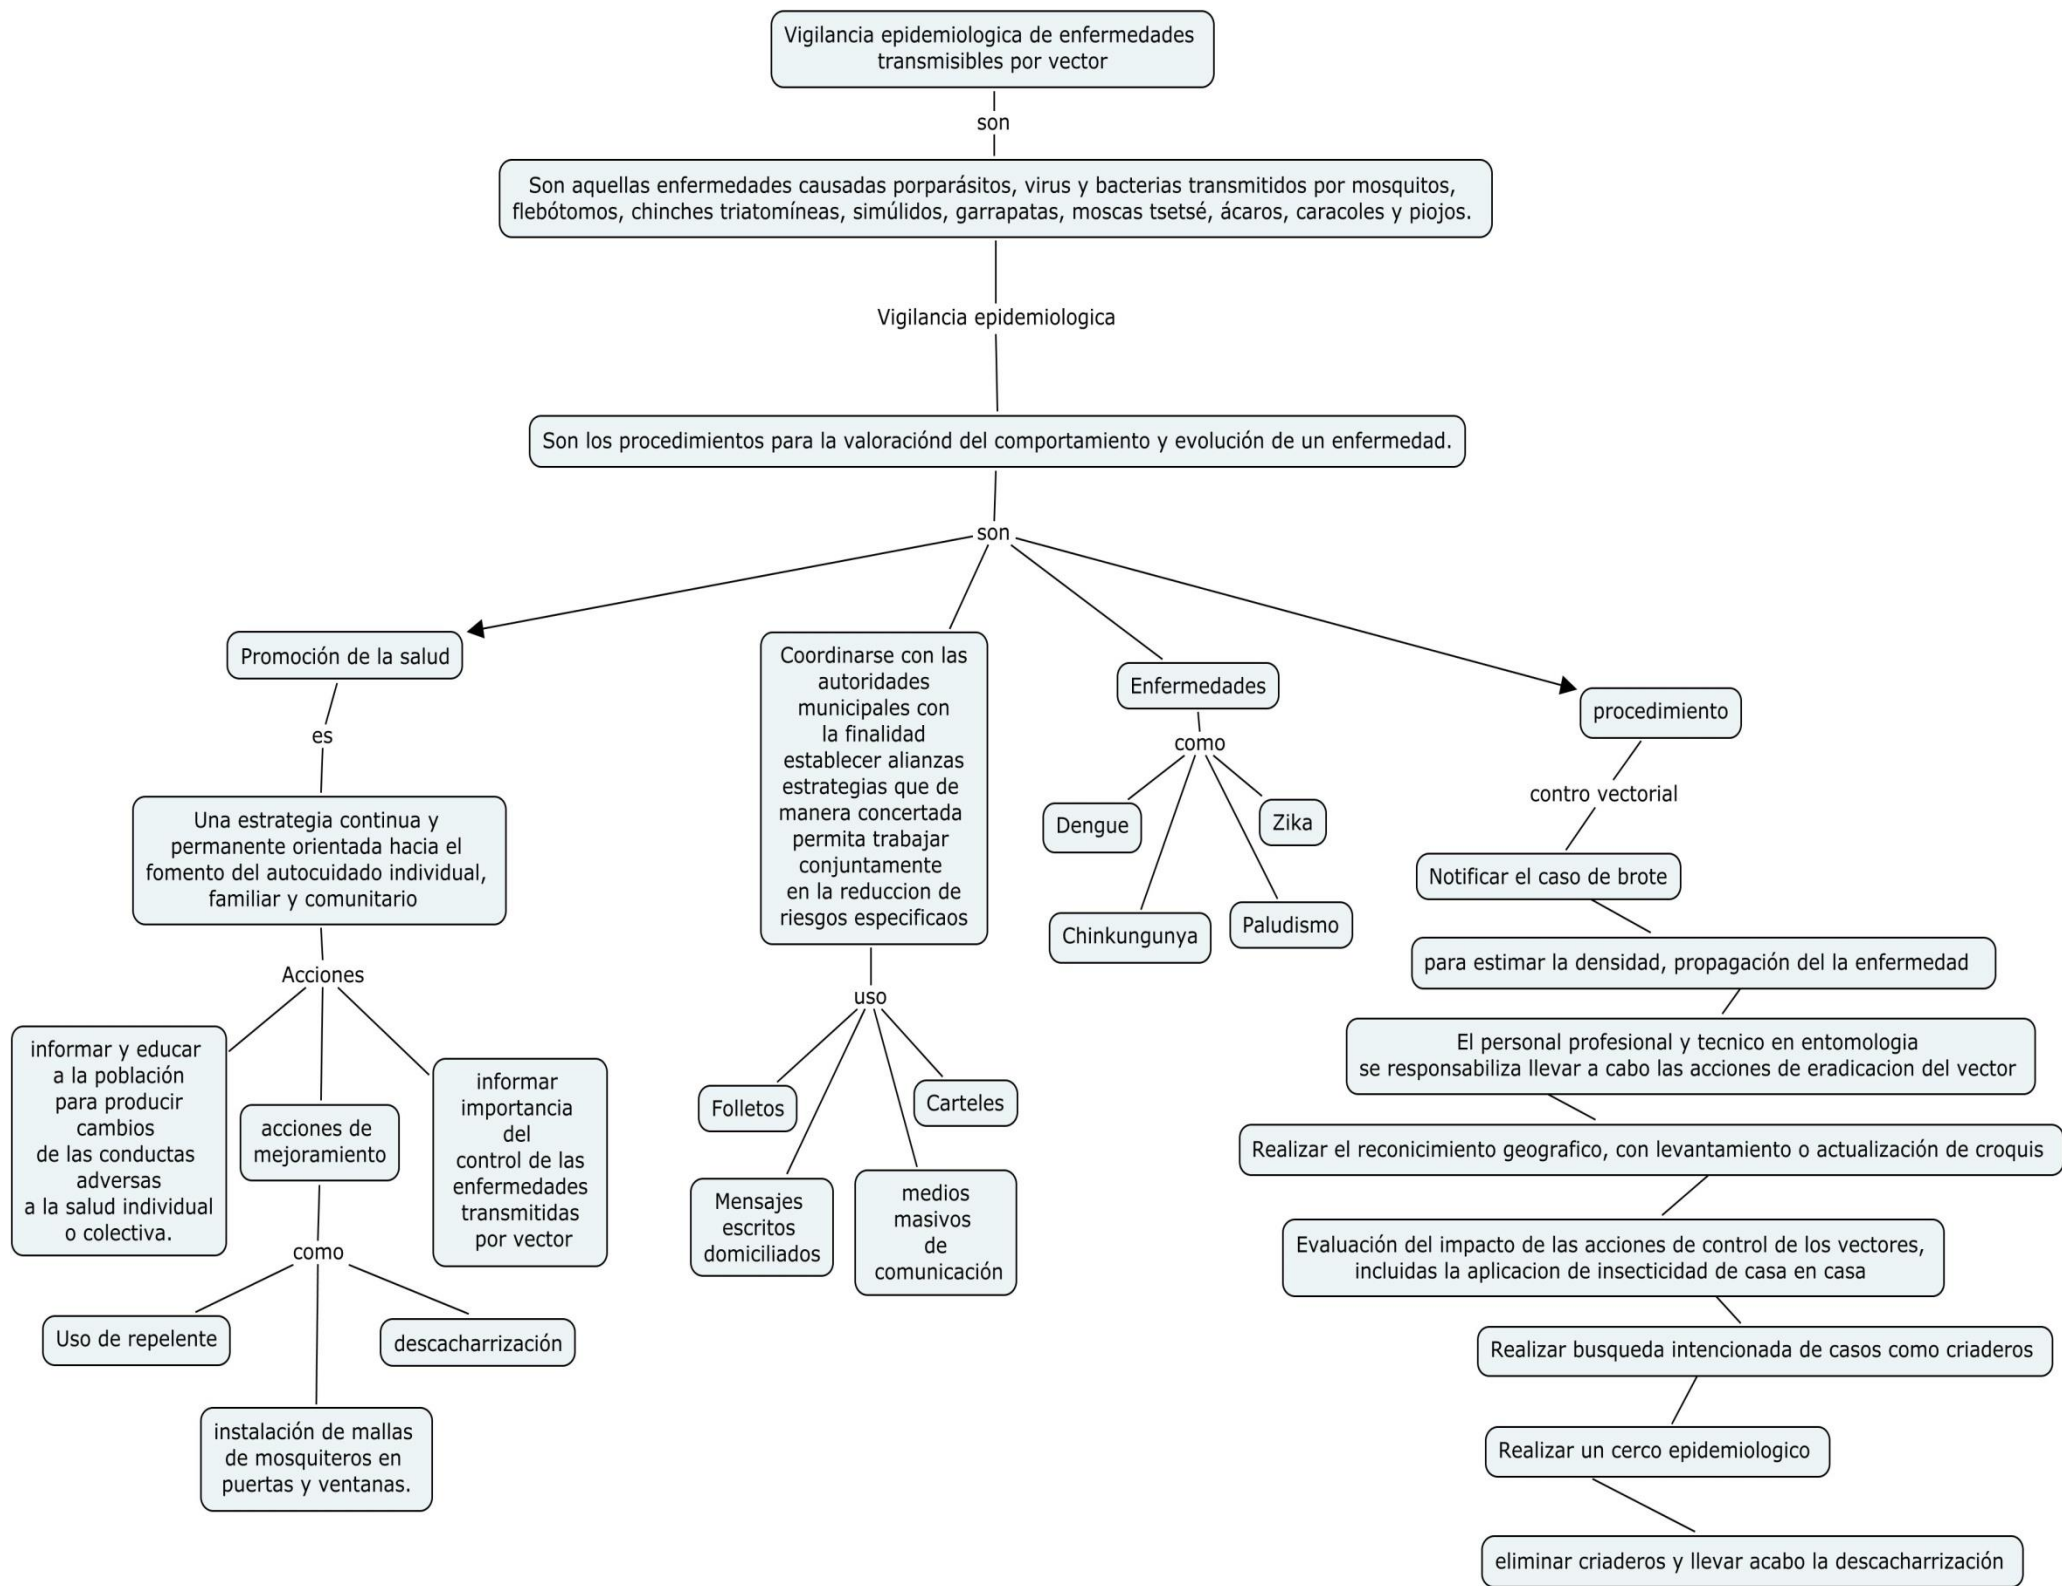 Vigilancia epidemiologica de enfermedades
transmisibles por vector
son
Son aquellas enfermedades causadas porparásitos, virus y bacterias transmitidos por mosquitos,
flebótomos, chinches triatomíneas, simúlidos, garrapatas, moscas tsetsé, ácaros, caracoles y piojos.
Vigilancia epidemiologica
Son los procedimientos para la valoraciónd del comportamiento y evolución de un enfermedad.
son
Promoción de la salud
es
Una estrategia continua y
permanente orientada hacia el
fomento del autocuidado individual,
familiar y comunitario
Acciones
informar y educar
a la población
para producir
cambios
de las conductas
adversas
a la salud individual
o colectiva.
acciones de
mejoramiento
como
Uso de repelente
instalación de mallas
de mosquiteros en
puertas y ventanas.
descacharrización
informar
importancia
del
control de las
enfermedades
transmitidas
por vector
Coordinarse con las
autoridades
municipales con
la finalidad
establecer alianzas
estrategias que de
manera concertada
permita trabajar
conjuntamente
en la reduccion de
riesgos especificaos
uso
Folletos
Mensajes
escritos
domiciliados
medios
masivos
de
comunicación
Carteles
Enfermedades
como
Dengue
Chinkungunya
Paludismo
Zika
procedimiento
contro vectorial
Notificar el caso de brote
para estimar la densidad, propagación del la enfermedad
El personal profesional y tecnico en entomologia
se responsabiliza llevar a cabo las acciones de eradicacion del vector
Realizar el reconicimiento geografico, con levantamiento o actualización de croquis
Evaluación del impacto de las acciones de control de los vectores,
incluidas la aplicacion de insecticidad de casa en casa
Realizar busqueda intencionada de casos como criaderos
Realizar un cerco epidemiologico
eliminar criaderos y llevar acabo la descacharrización